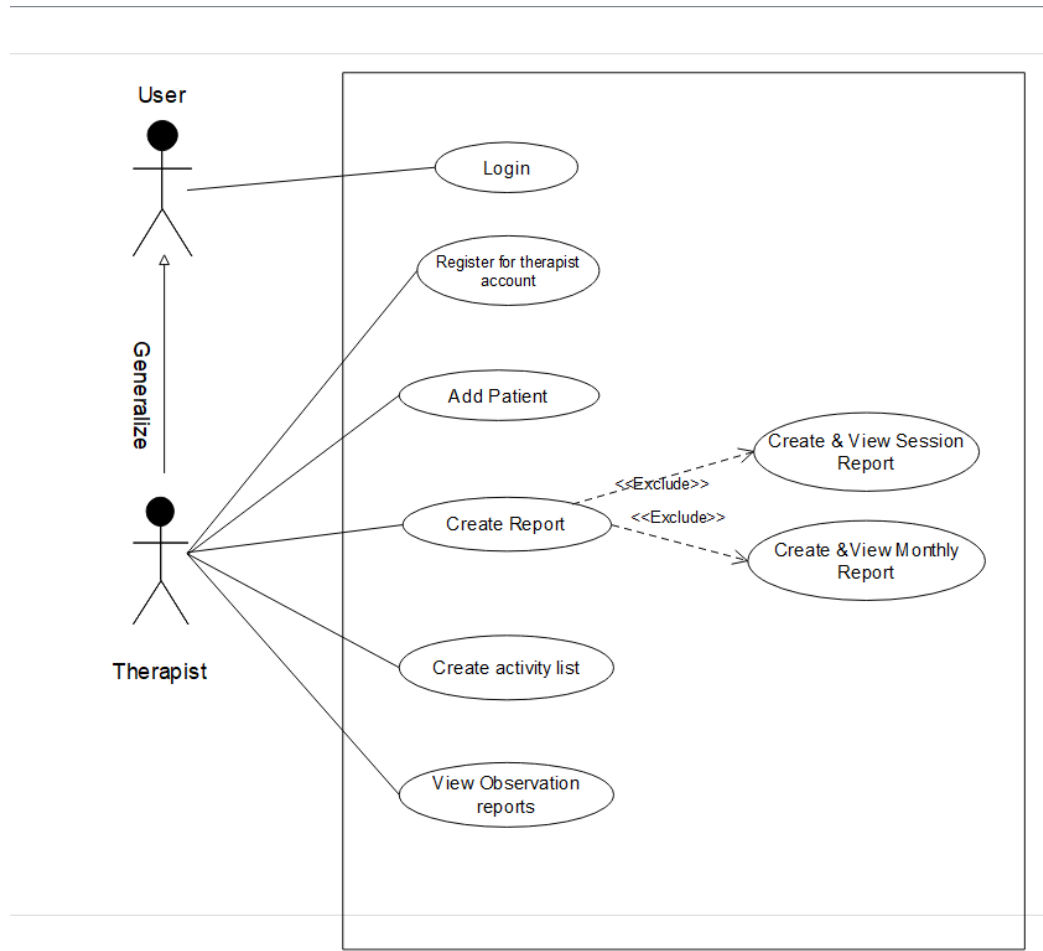 User
Login
Register for therapist
account
Generalize
Add Patient
Create & View Session
Report
<<Exclude>>
<<Exclude>>
Create Report
Create &View Monthly
Report
Therapist
Create activity list
View Observation
reports